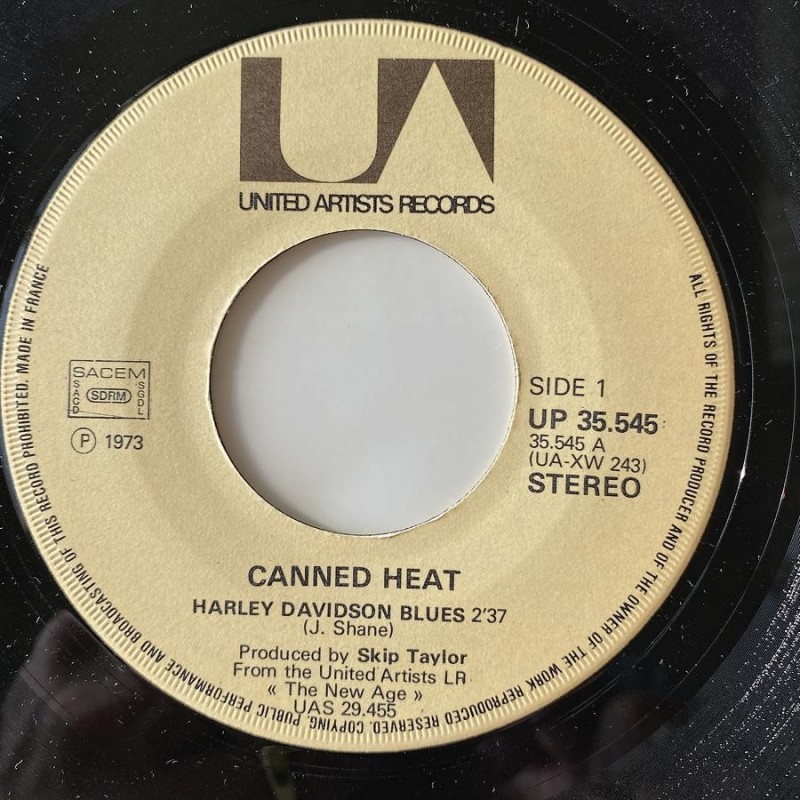 UA
UNITED ARTISTS RECORDS
SACEM
SACD
SDRM
SGDL
Ⓟ 1973
SIDE 1
UP 35.545
35.545 A
(UA-XW 243)
STEREO
CANNED HEAT
HARLEY DAVIDSON BLUES 2'37
(J. Shane)
Produced by Skip Taylor
From the United Artists LR
« The New Age »
UAS 29.455
ALL RIGHTS OF THE RECORD PRODUCER AND OF THE OWNER OF THE WORK REPRODUCED RESERVED. COPYING, PUBLIC PERFORMANCE AND BROADCASTING OF THIS RECORD PROHIBITED. MADE IN FRANCE